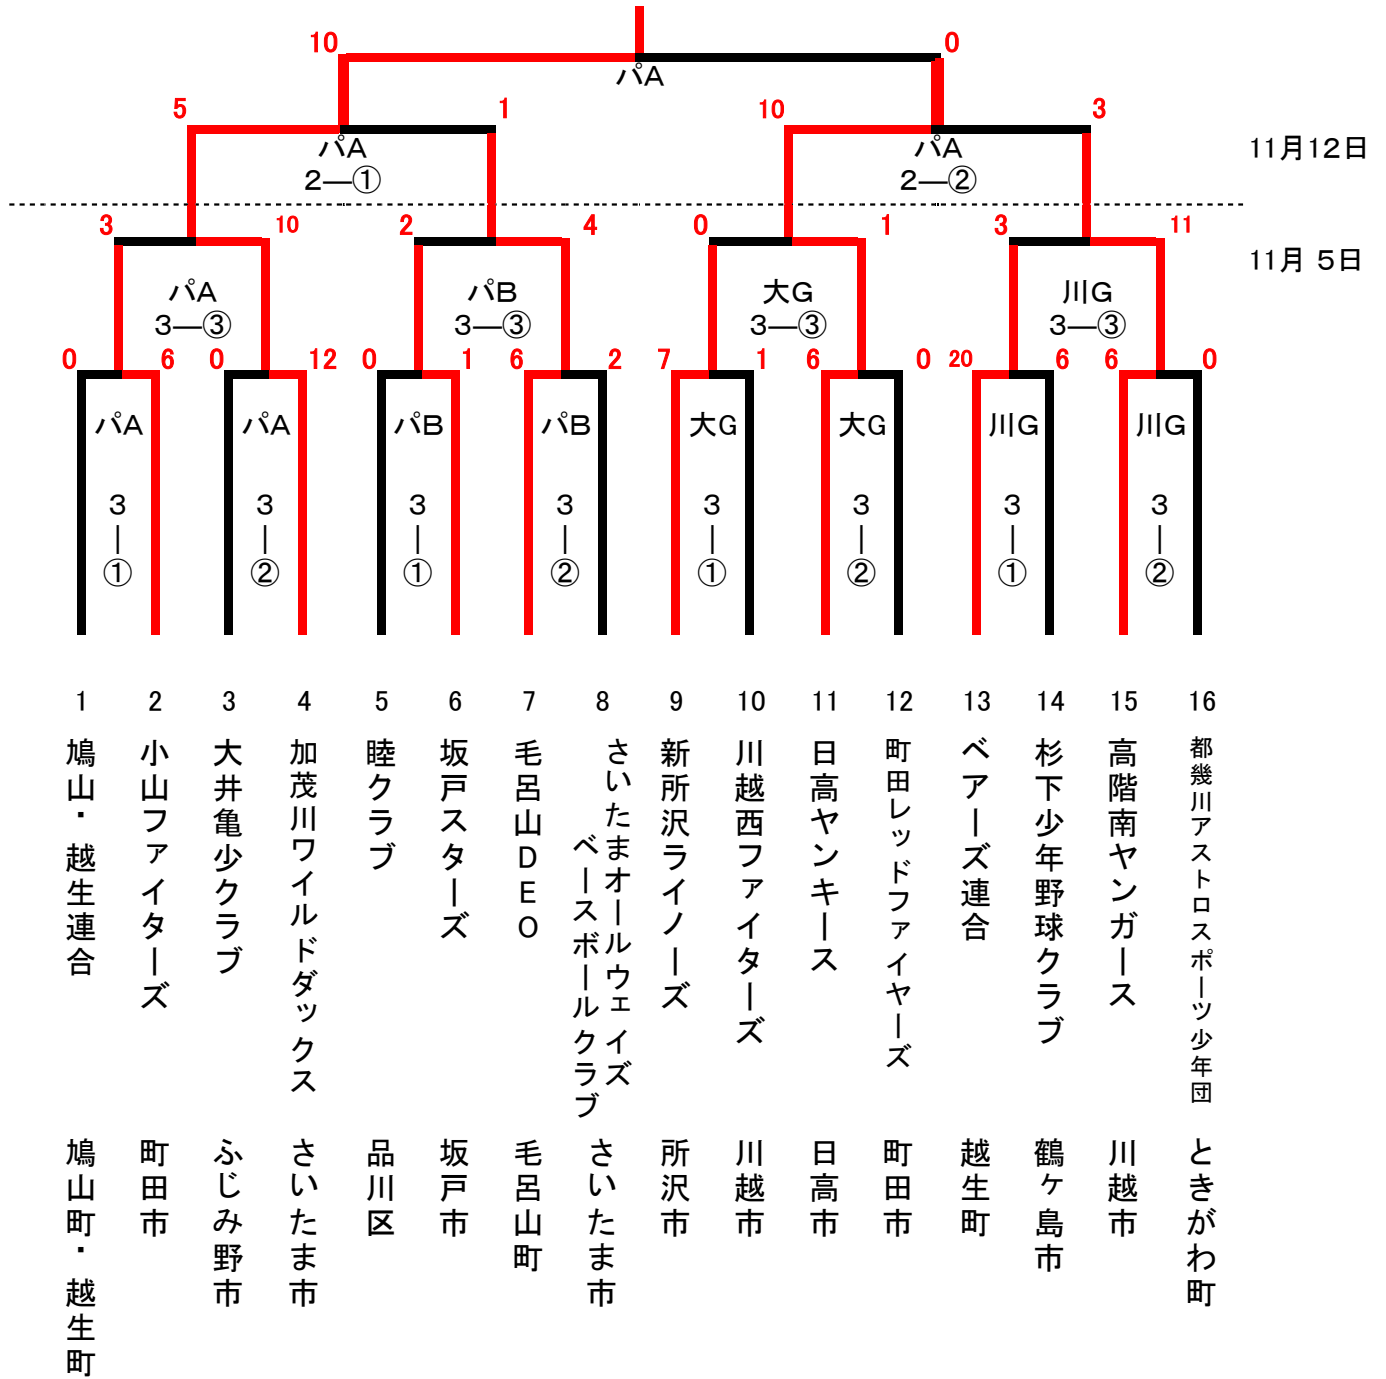 10 0
パA
5 1 10 3
パA パA 11月12日
2―① 2―②
3 10 2 4 0 1 3 11
11月 5日
パA パB 大G 川G
3―③ 3―③ 3―③ 3―③
0 6 0 12 0 1 6 2 7 1 6 0 20 6 6 0
パA パA パB パB 大G 大G 川G 川G
3―① 3―② 3―① 3―② 3―① 3―② 3―① 3―②
1 2 3 4 5 6 7 8 9 10 11 12 13 14 15 16
鳩山・越生連合
小山ファイターズ
大井亀少クラブ
加茂川ワイルドダックス
睦クラブ
坂戸スターズ
毛呂山DEO
さいたまオールウェイズ
ベースボールクラブ
新所沢ライノーズ
川越西ファイターズ
日高ヤンキース
町田レッドファイヤーズ
ベアーズ連合
杉下少年野球クラブ
高階南ヤンガース
都幾川アストロスポーツ少年団
鳩山町・越生町
町田市
ふじみ野市
さいたま市
品川区
坂戸市
毛呂山町
さいたま市
所沢市
川越市
日高市
町田市
越生町
鶴ヶ島市
川越市
ときがわ町